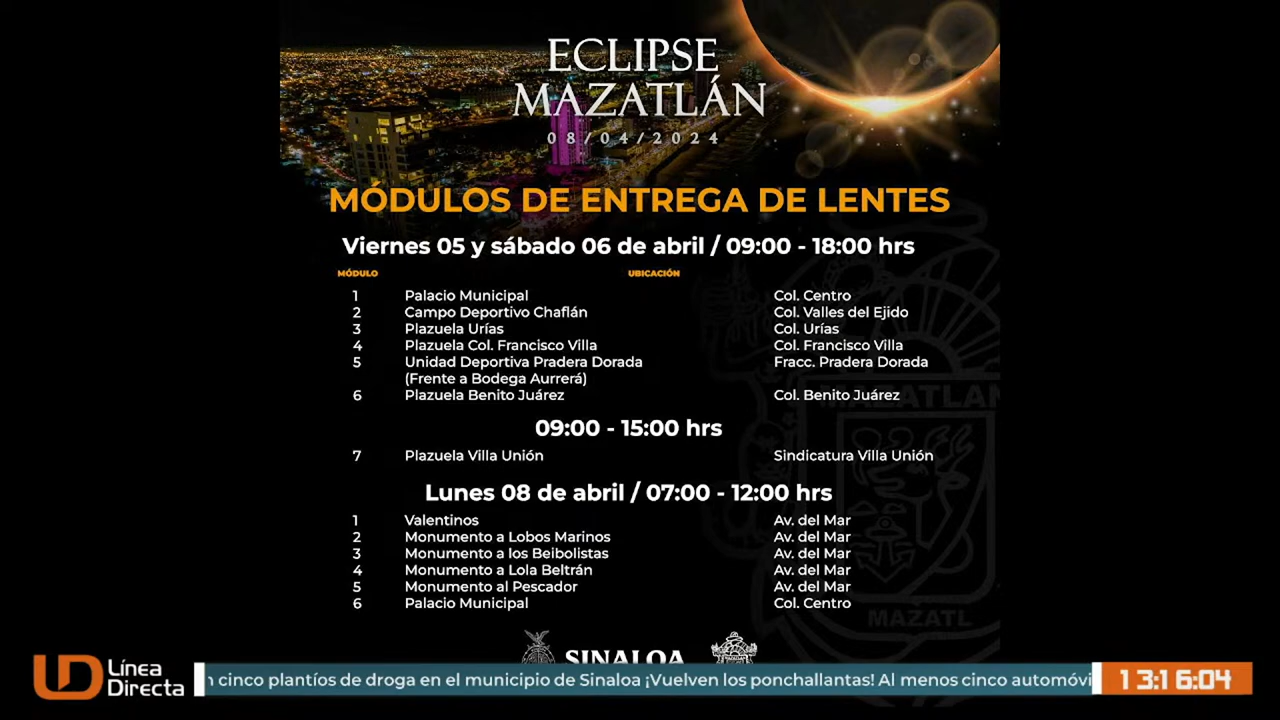 ECLIPSE
MAZATLÁN
08/04/2024
MÓDULOS DE ENTREGA DE LENTES
Viernes 05 y sábado 06 de abril / 09:00 - 18:00 hrs
MÓDULO UBICACIÓN
1 Palacio Municipal Col. Centro
2 Campo Deportivo Chaflán Col. Valles del Ejido
3 Plazuela Urías Col. Urías
4 Plazuela Col. Francisco Villa Col. Francisco Villa
5 Unidad Deportiva Pradera Dorada Fracc. Pradera Dorada
(Frente a Bodega Aurrerá)
6 Plazuela Benito Juárez Col. Benito Juárez
09:00 - 15:00 hrs
7 Plazuela Villa Unión Sindicatura Villa Unión
Lunes 08 de abril / 07:00 - 12:00 hrs
1 Valentinos Av. del Mar
2 Monumento a Lobos Marinos Av. del Mar
3 Monumento a los Beibolistas Av. del Mar
4 Monumento a Lola Beltrán Av. del Mar
5 Monumento al Pescador Av. del Mar
6 Palacio Municipal Col. Centro
MAZATLAN
MAZATL
SINALOA
LD Línea
Directa
n cinco plantíos de droga en el municipio de Sinaloa ¡Vuelven los ponchallantas! Al menos cinco automóvi
13:16:04